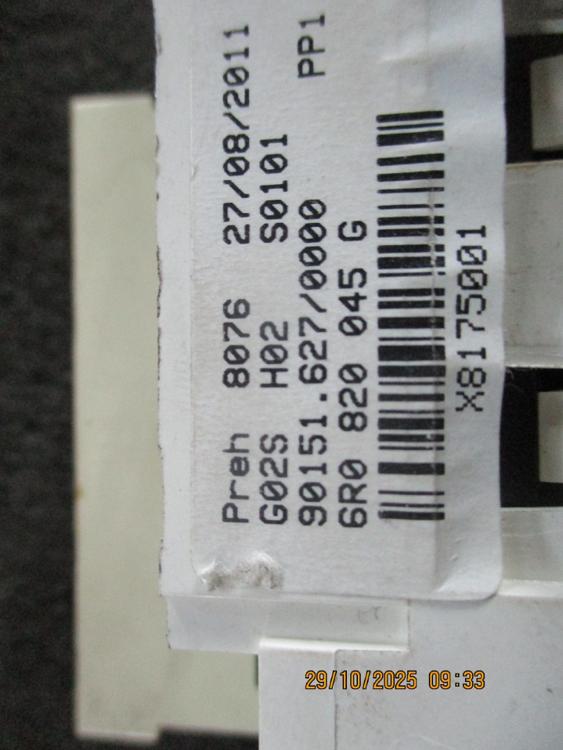 Preh 8076 27/08/2011
G02S H02 S0101
90151.627/0000 PP1
6R0 820 045 G
X8175001
29/10/2025 09:33